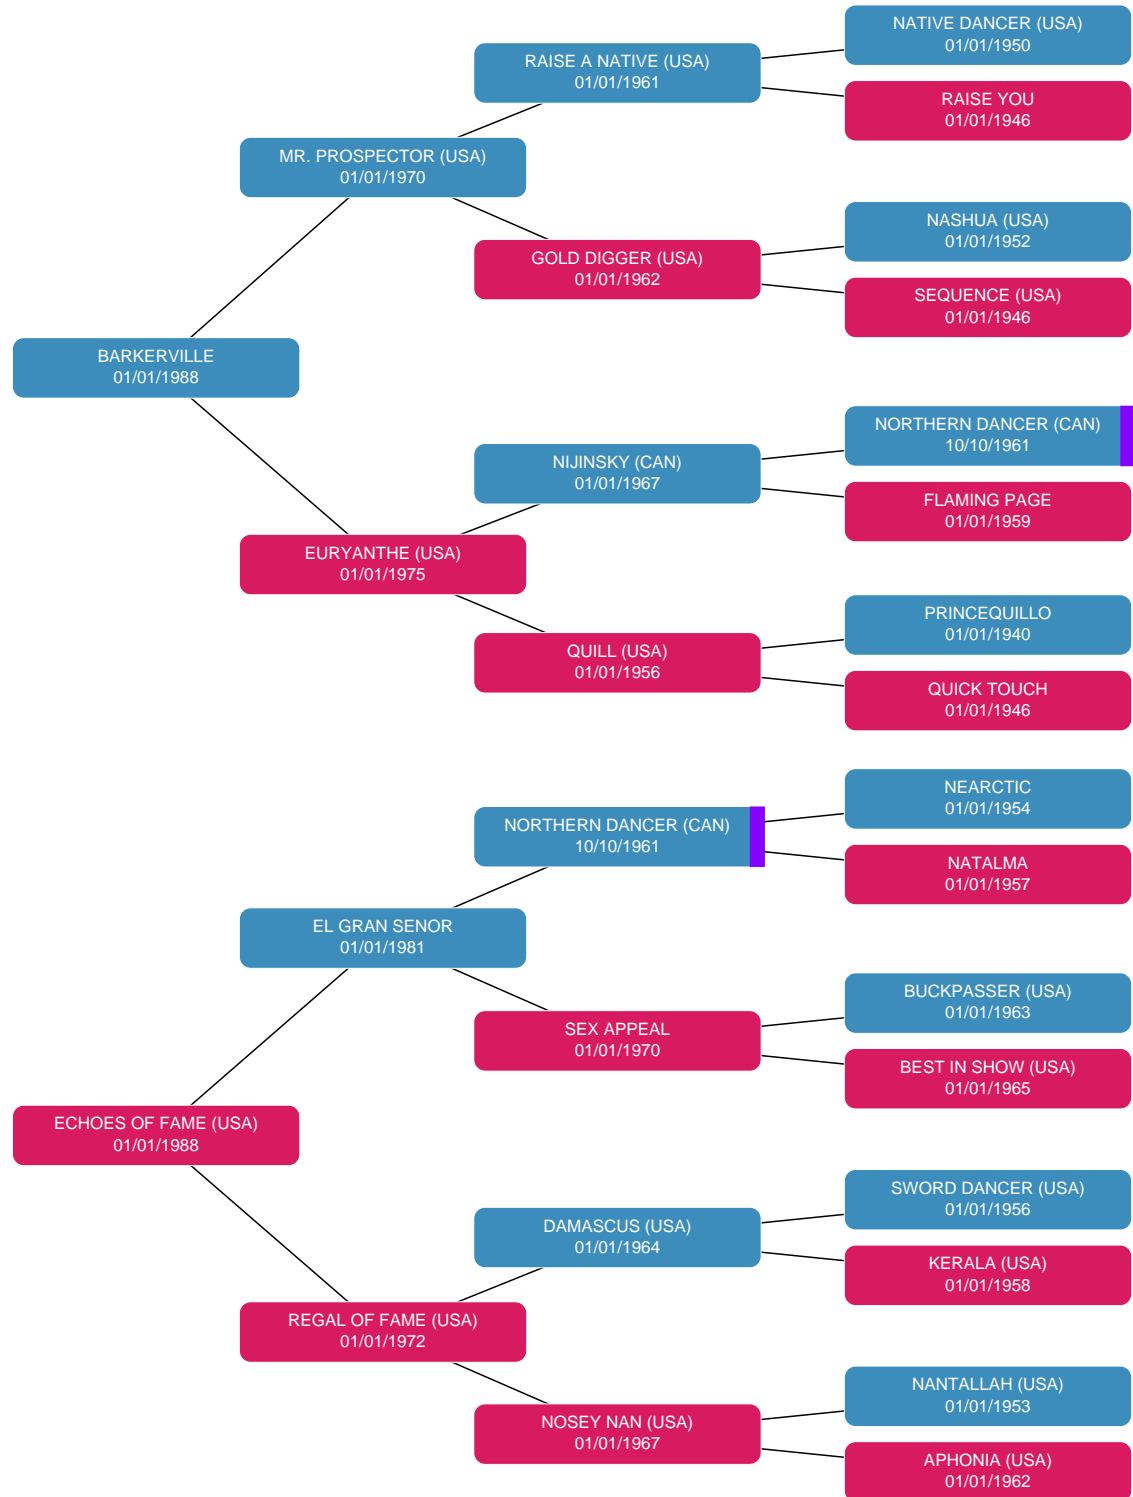 NATIVE DANCER (USA)
01/01/1950
RAISE A NATIVE (USA)
01/01/1961
RAISE YOU
01/01/1946
MR. PROSPECTOR (USA)
01/01/1970
NASHUA (USA)
01/01/1952
GOLD DIGGER (USA)
01/01/1962
SEQUENCE (USA)
01/01/1946
BARKERVILLE
01/01/1988
NORTHERN DANCER (CAN)
10/10/1961
NIJINSKY (CAN)
01/01/1967
FLAMING PAGE
01/01/1959
EURYANTHE (USA)
01/01/1975
PRINCEQUILLO
01/01/1940
QUILL (USA)
01/01/1956
QUICK TOUCH
01/01/1946
NEARCTIC
01/01/1954
NORTHERN DANCER (CAN)
10/10/1961
NATALMA
01/01/1957
EL GRAN SENOR
01/01/1981
BUCKPASSER (USA)
01/01/1963
SEX APPEAL
01/01/1970
BEST IN SHOW (USA)
01/01/1965
ECHOES OF FAME (USA)
01/01/1988
SWORD DANCER (USA)
01/01/1956
DAMASCUS (USA)
01/01/1964
KERALA (USA)
01/01/1958
REGAL OF FAME (USA)
01/01/1972
NANTALLAH (USA)
01/01/1953
NOSEY NAN (USA)
01/01/1967
APHONIA (USA)
01/01/1962